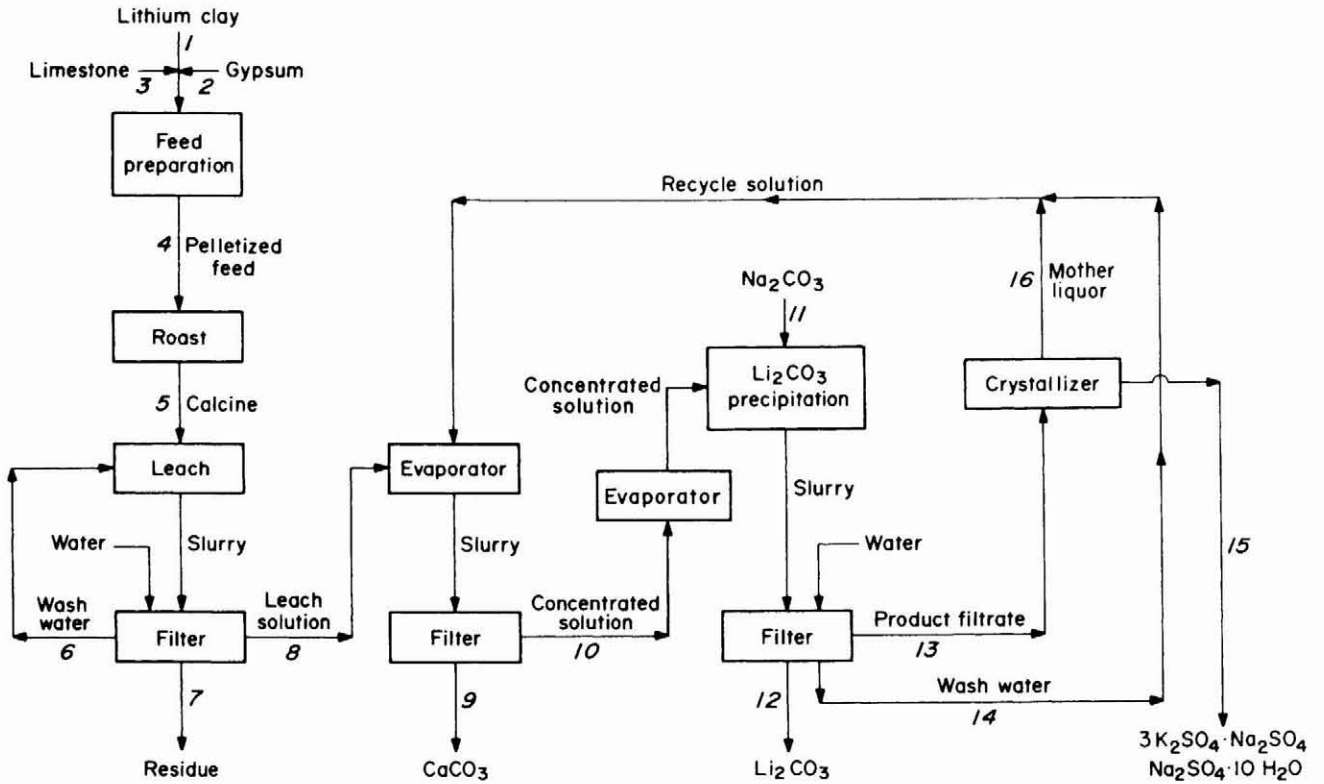 Lithium clay
1
Limestone
3
2
Gypsum
Feed
preparation
4
Pelletized
feed
Roast
5
Calcine
Leach
Water
Slurry
Wash
water
6
Filter
Leach
solution
8
7
Residue
Recycle solution
Evaporator
Slurry
Filter
Concentrated
solution
10
9
CaCO₃
Evaporator
Concentrated
solution
Na₂CO₃
11
Li₂CO₃
precipitation
Slurry
Water
Filter
Product filtrate
13
Wash water
14
12
Li₂CO₃
16
Mother
liquor
Crystallizer
15
3K₂SO₄·Na₂SO₄
Na₂SO₄·10 H₂O